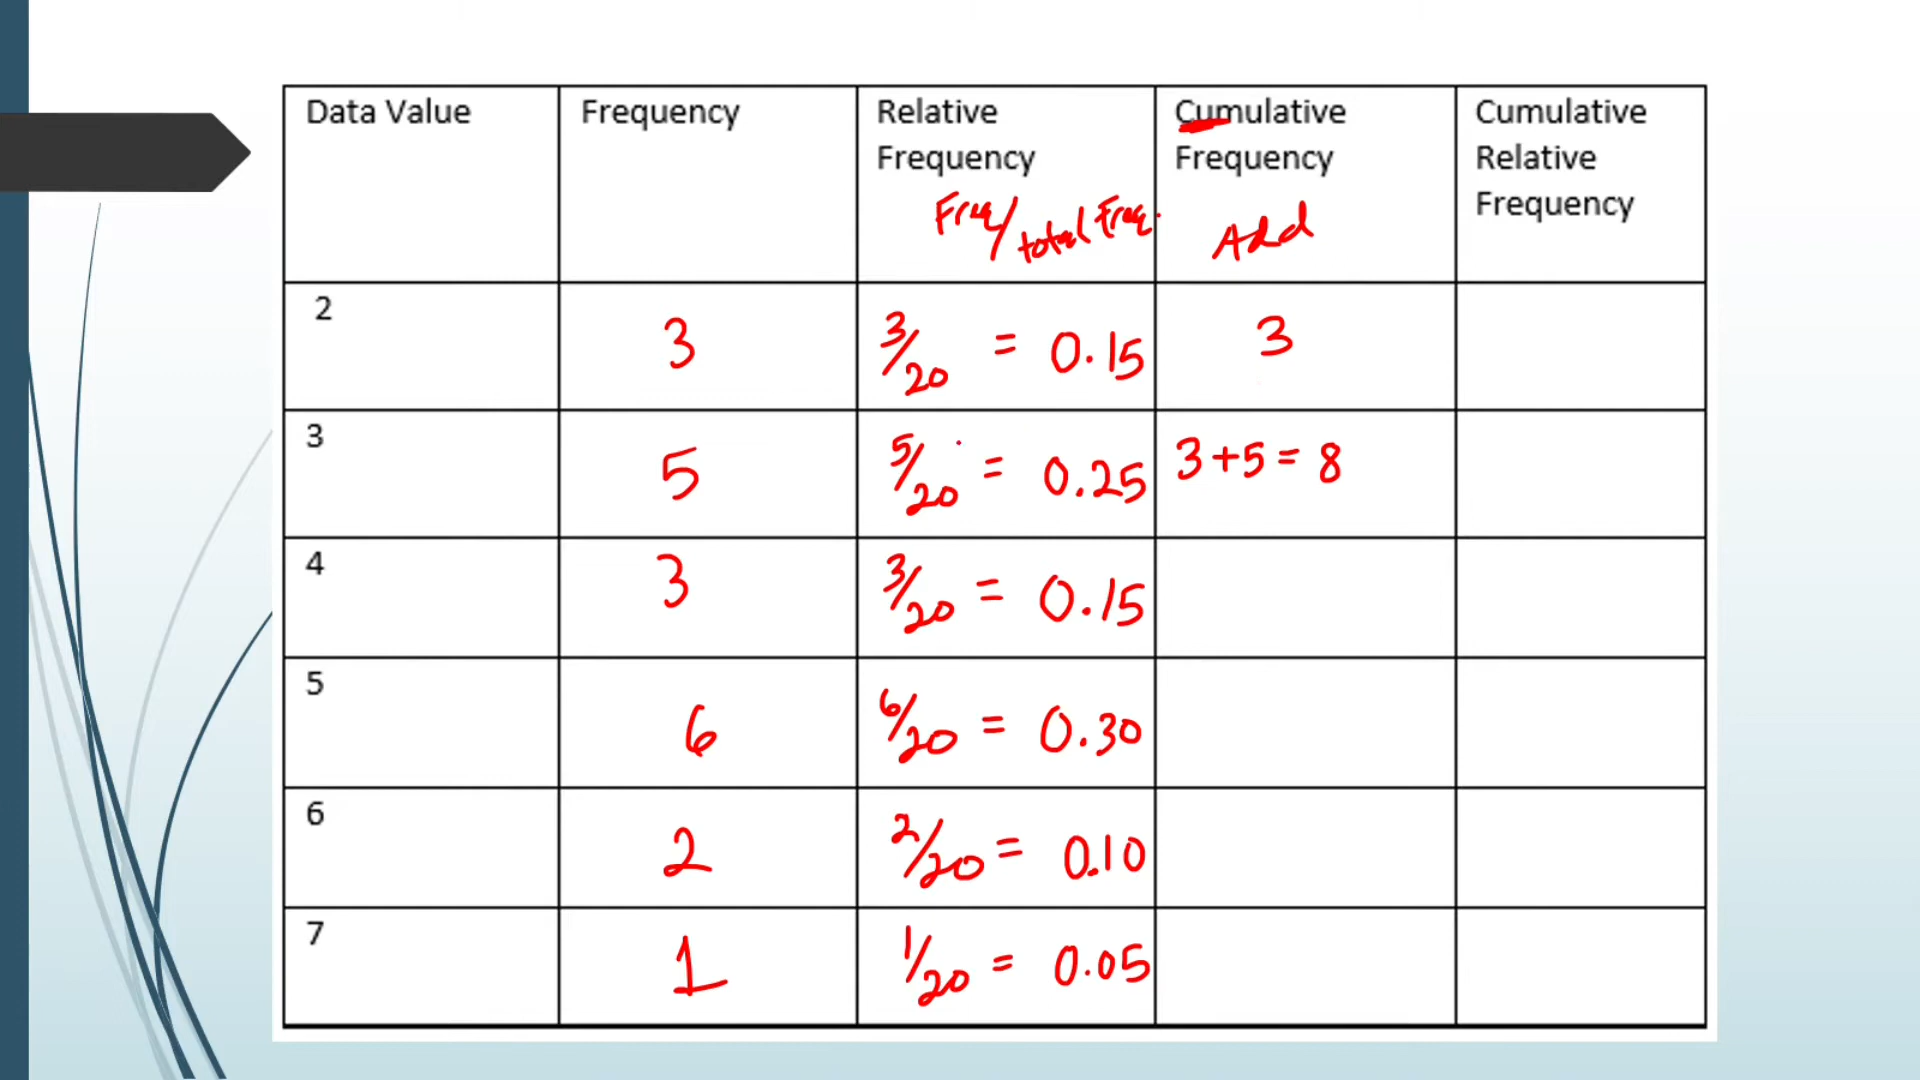 Data Value Frequency Relative Frequency Cumulative Frequency Cumulative Relative Frequency
Freq/total Freq. Add
2 3 3/20 = 0.15 3
3 5 5/20 = 0.25 3+5=8
4 3 3/20 = 0.15
5 6 6/20 = 0.30
6 2 2/20 = 0.10
7 1 1/20 = 0.05